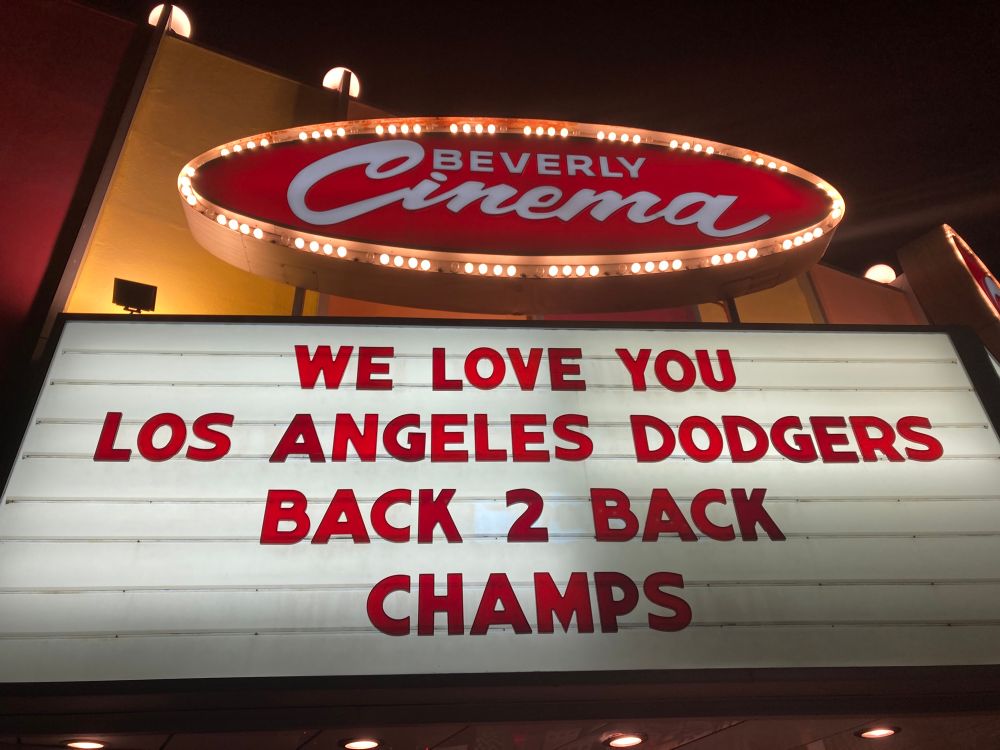 BEVERLY
Cinema
WE LOVE YOU
LOS ANGELES DODGERS
BACK 2 BACK
CHAMPS